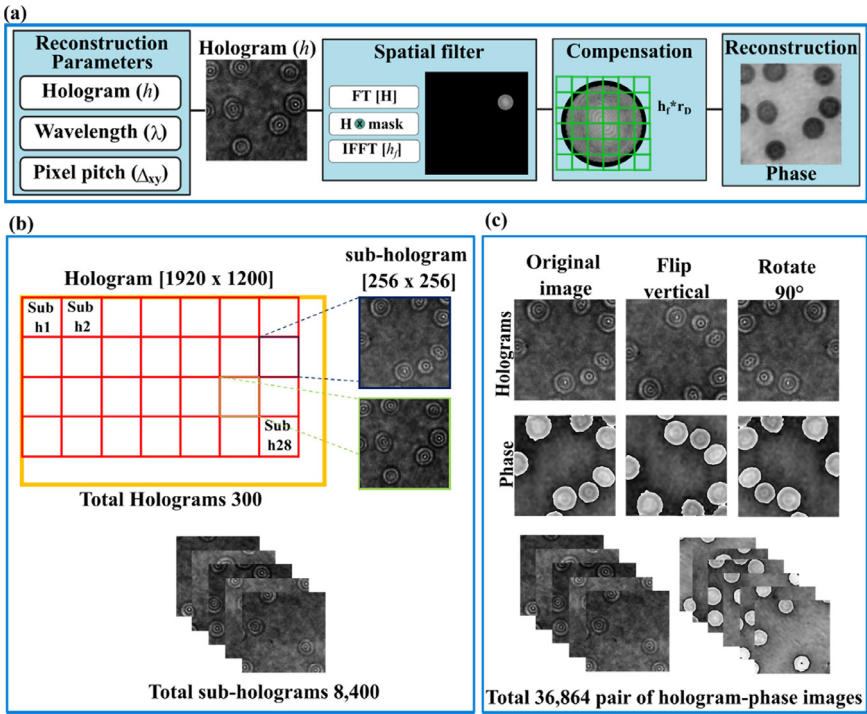 (a)
Reconstruction
Parameters
Hologram (h)
Wavelength (λ)
Pixel pitch (Δxy)
Hologram (h)
Spatial filter
FT [H]
H ⊗ mask
IFFT [hf]
Compensation
hf*rD
Reconstruction
Phase
(b)
Hologram [1920 x 1200]
Sub
h1
Sub
h2
Sub
h28
sub-hologram
[256 x 256]
Total Holograms 300
Total sub-holograms 8,400
(c)
Original
image
Flip
vertical
Rotate
90°
Holograms
Phase
Total 36,864 pair of hologram-phase images